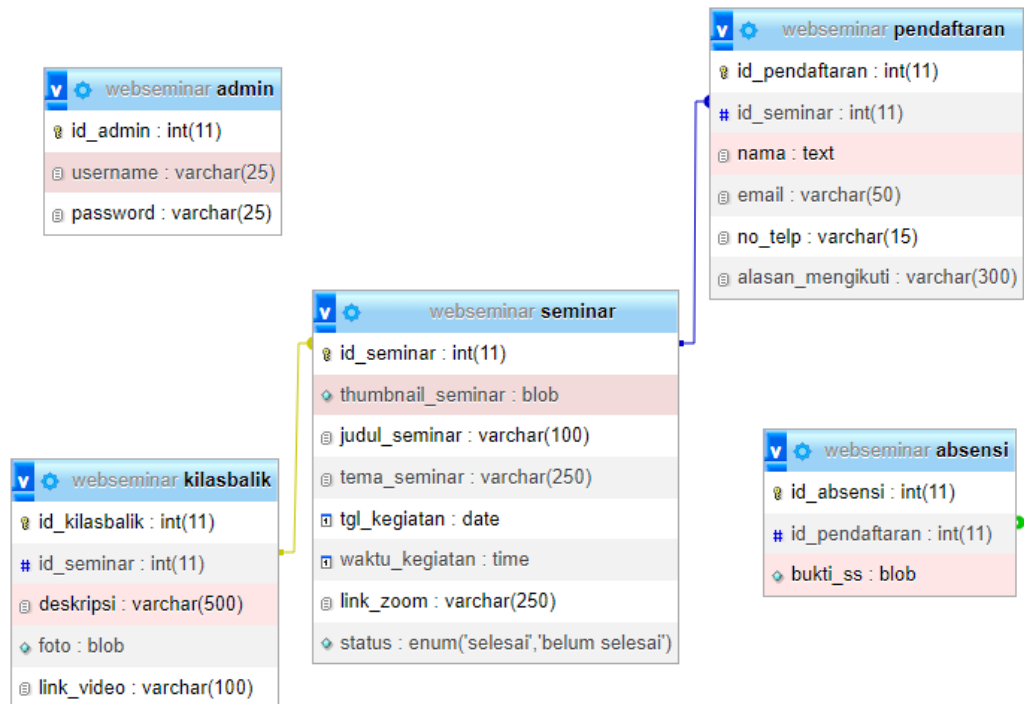 webseminar admin
id_admin : int(11)
username : varchar(25)
password : varchar(25)
webseminar pendaftaran
id_pendaftaran : int(11)
id_seminar : int(11)
nama : text
email : varchar(50)
no_telp : varchar(15)
alasan_mengikuti : varchar(300)
webseminar seminar
id_seminar : int(11)
thumbnail_seminar : blob
judul_seminar : varchar(100)
tema_seminar : varchar(250)
tgl_kegiatan : date
waktu_kegiatan : time
link_zoom : varchar(250)
status : enum('selesai','belum selesai')
webseminar kilasbalik
id_kilasbalik : int(11)
id_seminar : int(11)
deskripsi : varchar(500)
foto : blob
link_video : varchar(100)
webseminar absensi
id_absensi : int(11)
id_pendaftaran : int(11)
bukti_ss : blob